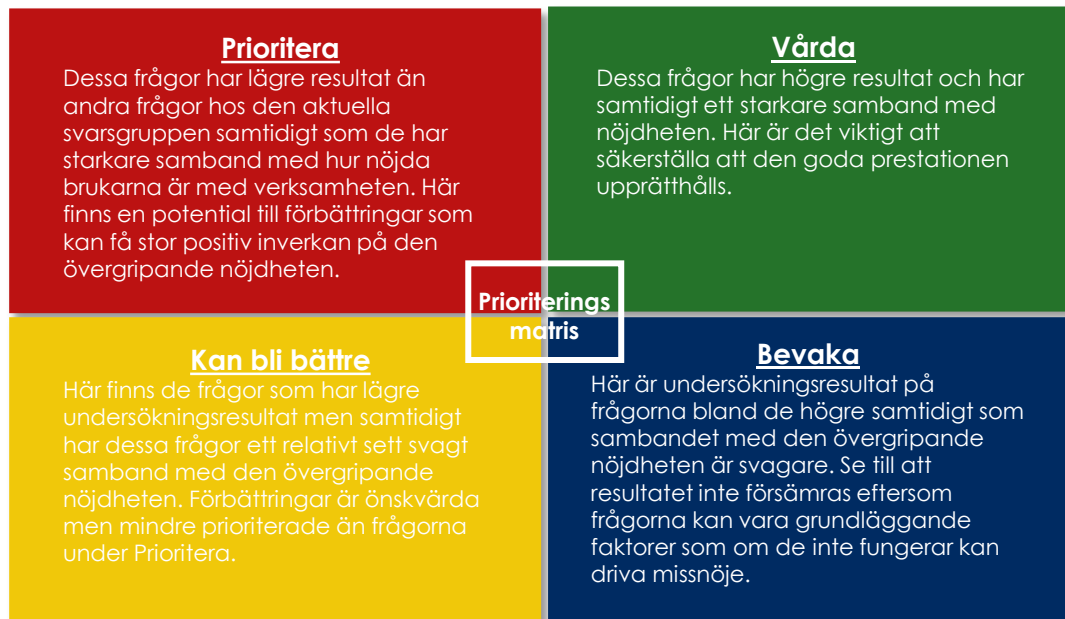 Prioritera
Dessa frågor har lägre resultat än
andra frågor hos den aktuella
svarsgruppen samtidigt som de har
starkare samband med hur nöjda
brukarna är med verksamheten. Här
finns en potential till förbättringar som
kan få stor positiv inverkan på den
övergripande nöjdheten.
Vårda
Dessa frågor har högre resultat och har
samtidigt ett starkare samband med
nöjdheten. Här är det viktigt att
säkerställa att den goda prestationen
upprätthålls.
Prioriterings
matris
Kan bli bättre
Här finns de frågor som har lägre
undersökningsresultat men samtidigt
har dessa frågor ett relativt sett svagt
samband med den övergripande
nöjdheten. Förbättringar är önskvärda
men mindre prioriterade än frågorna
under Prioritera.
Bevaka
Här är undersökningsresultat på
frågorna bland de högre samtidigt som
sambandet med den övergripande
nöjdheten är svagare. Se till att
resultatet inte försämras eftersom
frågorna kan vara grundläggande
faktorer som om de inte fungerar kan
driva missnöje.